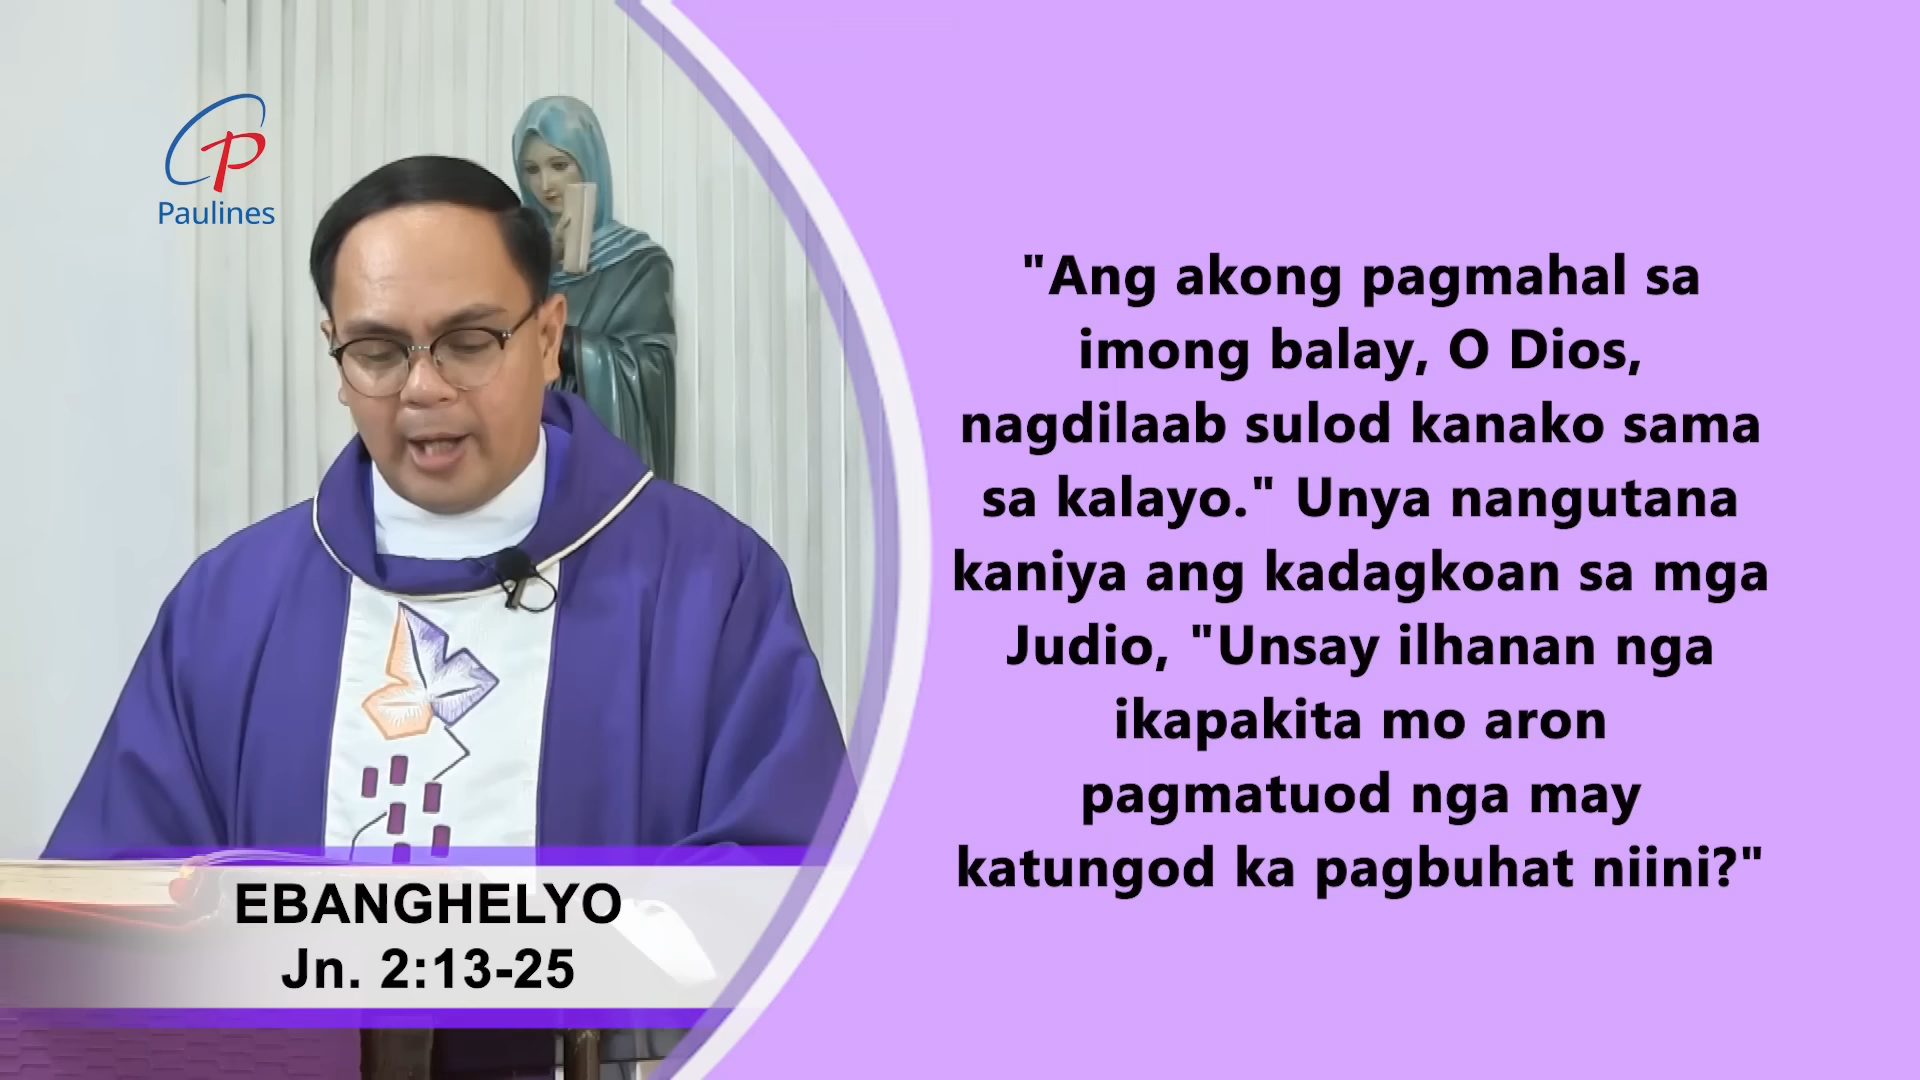 Paulines
"Ang akong pagmahal sa
imong balay, O Dios,
nagdilaab sulod kanako sama
sa kalayo." Unya nangutana
kaniya ang kadagkoan sa mga
Judio, "Unsay ilhanan nga
ikapakita mo aron
pagmatuod nga may
katungod ka pagbuhat niini?"
EBANGHELYO
Jn. 2:13-25